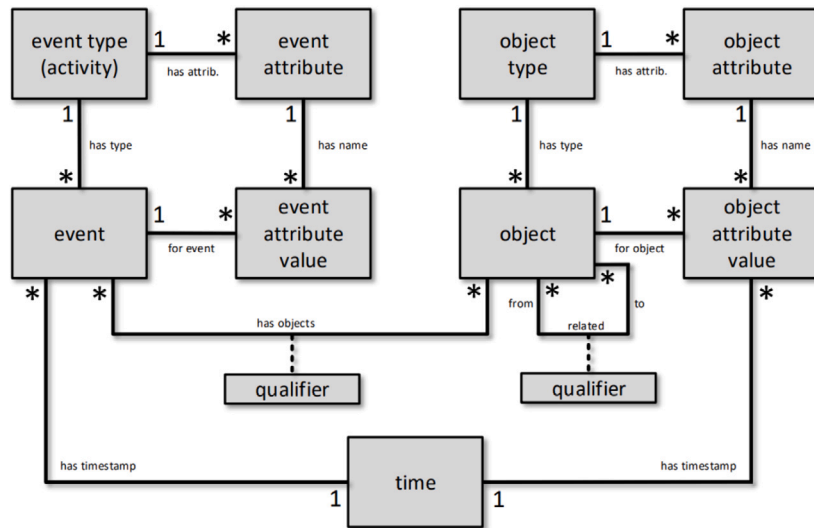 event type
(activity)
1
*
has attrib.
event
attribute
object
type
1
*
has attrib.
object
attribute
1
has type
*
1
has name
*
1
has type
*
1
has name
*
event
1
*
for event
event
attribute
value
object
1
*
for object
object
attribute
value
*
*
*
*
*
*
from
to
has objects
related
qualifier
qualifier
has timestamp
has timestamp
time
1
1